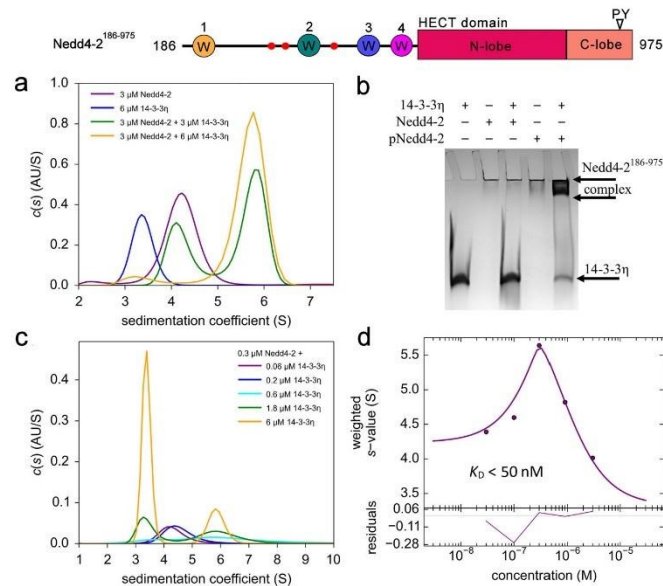 PY
HECT domain
1 2 3 4
Nedd4-2186-975 186 W W W W N-lobe C-lobe 975
a
1.0
0.8
0.6
0.4
0.2
0.0
c(s) (AU/S)
3 µM Nedd4-2
6 µM 14-3-3η
3 µM Nedd4-2 + 3 µM 14-3-3η
3 µM Nedd4-2 + 6 µM 14-3-3η
2 3 4 5 6 7
sedimentation coefficient (S)
b
14-3-3η + - - + - +
Nedd4-2 - + + - -
pNedd4-2 - - - + +
Nedd4-2186-975
complex
14-3-3η
c
0.4
0.3
0.2
0.1
0.0
c(s) (AU/S)
0.3 µM Nedd4-2 +
0.06 µM 14-3-3η
0.2 µM 14-3-3η
0.6 µM 14-3-3η
1.8 µM 14-3-3η
6 µM 14-3-3η
1 2 3 4 5 6 7 8 9 10
sedimentation coefficient (S)
d
5.5
5.0
4.5
4.0
3.5
weighted
s-value (S)
KD < 50 nM
0.06
-0.11
-0.28
residuals
10-8 10-7 10-6 10-5
concentration (M)